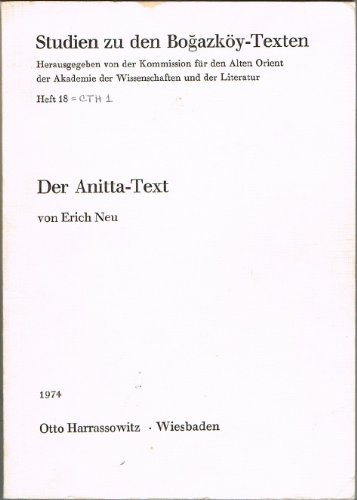 Studien zu den Boğazköy-Texten
Herausgegeben von der Kommission für den Alten Orient
der Akademie der Wissenschaften und der Literatur
Heft 18 = CTH 1
Der Anitta-Text
von Erich Neu
1974
Otto Harrassowitz · Wiesbaden